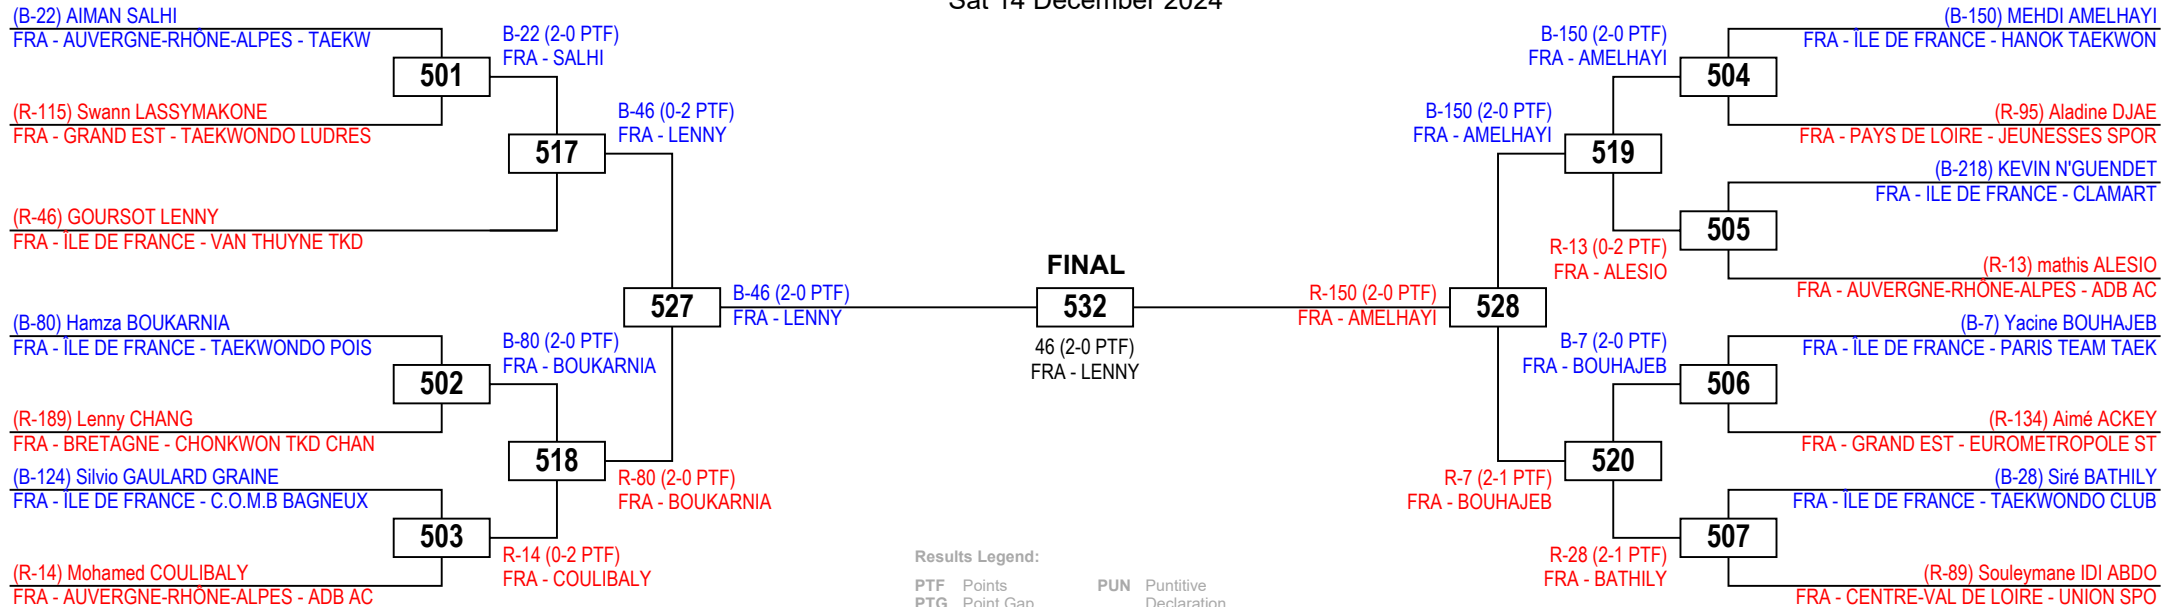 Sat 14 December 2024
(B-22) AIMAN SALHI
FRA - AUVERGNE-RHÔNE-ALPES - TAEKW
B-22 (2-0 PTF)
FRA - SALHI
501
(R-115) Swann LASSYMAKONE
FRA - GRAND EST - TAEKWONDO LUDRES
B-46 (0-2 PTF)
FRA - LENNY
517
(R-46) GOURSOT LENNY
FRA - ÎLE DE FRANCE - VAN THUYNE TKD
527
B-46 (2-0 PTF)
FRA - LENNY
(B-80) Hamza BOUKARNIA
FRA - ÎLE DE FRANCE - TAEKWONDO POIS
B-80 (2-0 PTF)
FRA - BOUKARNIA
502
(R-189) Lenny CHANG
FRA - BRETAGNE - CHONKWON TKD CHAN
518
(B-124) Silvio GAULARD GRAINE
FRA - ÎLE DE FRANCE - C.O.M.B BAGNEUX
R-80 (2-0 PTF)
FRA - BOUKARNIA
503
R-14 (0-2 PTF)
FRA - COULIBALY
(R-14) Mohamed COULIBALY
FRA - AUVERGNE-RHÔNE-ALPES - ADB AC
FINAL
532
46 (2-0 PTF)
FRA - LENNY
(B-150) MEHDI AMELHAYI
FRA - ÎLE DE FRANCE - HANOK TAEKWON
B-150 (2-0 PTF)
FRA - AMELHAYI
504
(R-95) Aladine DJAE
FRA - PAYS DE LOIRE - JEUNESSES SPOR
B-150 (2-0 PTF)
FRA - AMELHAYI
519
(B-218) KEVIN N'GUENDET
FRA - ILE DE FRANCE - CLAMART
505
R-13 (0-2 PTF)
FRA - ALESIO
(R-13) mathis ALESIO
FRA - AUVERGNE-RHÔNE-ALPES - ADB AC
R-150 (2-0 PTF)
FRA - AMELHAYI
528
(B-7) Yacine BOUHAJEB
FRA - ÎLE DE FRANCE - PARIS TEAM TAEK
B-7 (2-0 PTF)
FRA - BOUHAJEB
506
(R-134) Aimé ACKEY
FRA - GRAND EST - EUROMETROPOLE ST
520
R-7 (2-1 PTF)
FRA - BOUHAJEB
(B-28) Siré BATHILY
FRA - ÎLE DE FRANCE - TAEKWONDO CLUB
507
R-28 (2-1 PTF)
FRA - BATHILY
(R-89) Souleymane IDI ABDO
FRA - CENTRE-VAL DE LOIRE - UNION SPO
Results Legend:
PTF Points PUN Puntitive
PTG Point Gap Declaration